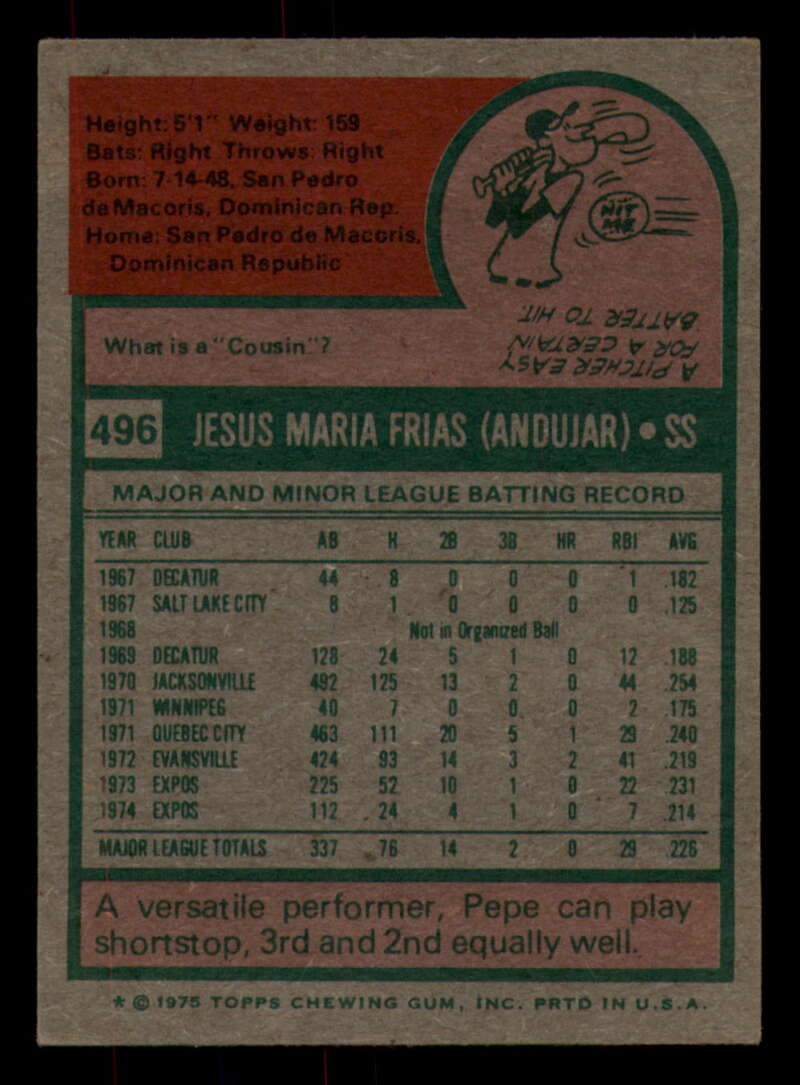 Height: 5'1" Weight: 159
Bats: Right Throws: Right
Born: 7-14-48, San Pedro
de Macoris, Dominican Rep.
Home: San Pedro de Macoris,
Dominican Republic
HIT ME
What is a "Cousin"?
A PITCHER EASY
FOR A CERTAIN
BATTER TO HIT.
496 JESUS MARIA FRIAS (ANDUJAR) • SS
MAJOR AND MINOR LEAGUE BATTING RECORD
YEAR CLUB AB H 2B 3B HR RBI AVG
1967 DECATUR 44 8 0 0 0 1 .182
1967 SALT LAKE CITY 8 1 0 0 0 0 .125
1968 Not in Organized Ball
1969 DECATUR 128 24 5 1 0 12 .188
1970 JACKSONVILLE 492 125 13 2 0 44 .254
1971 WINNIPEG 40 7 0 0 0 2 .175
1971 QUEBEC CITY 463 111 20 5 1 29 .240
1972 EVANSVILLE 424 93 14 3 2 41 .219
1973 EXPOS 225 52 10 1 0 22 .231
1974 EXPOS 112 24 4 1 0 7 .214
MAJOR LEAGUE TOTALS 337 76 14 2 0 29 .226
A versatile performer, Pepe can play
shortstop, 3rd and 2nd equally well.
* © 1975 TOPPS CHEWING GUM, INC. PRTD IN U.S.A.